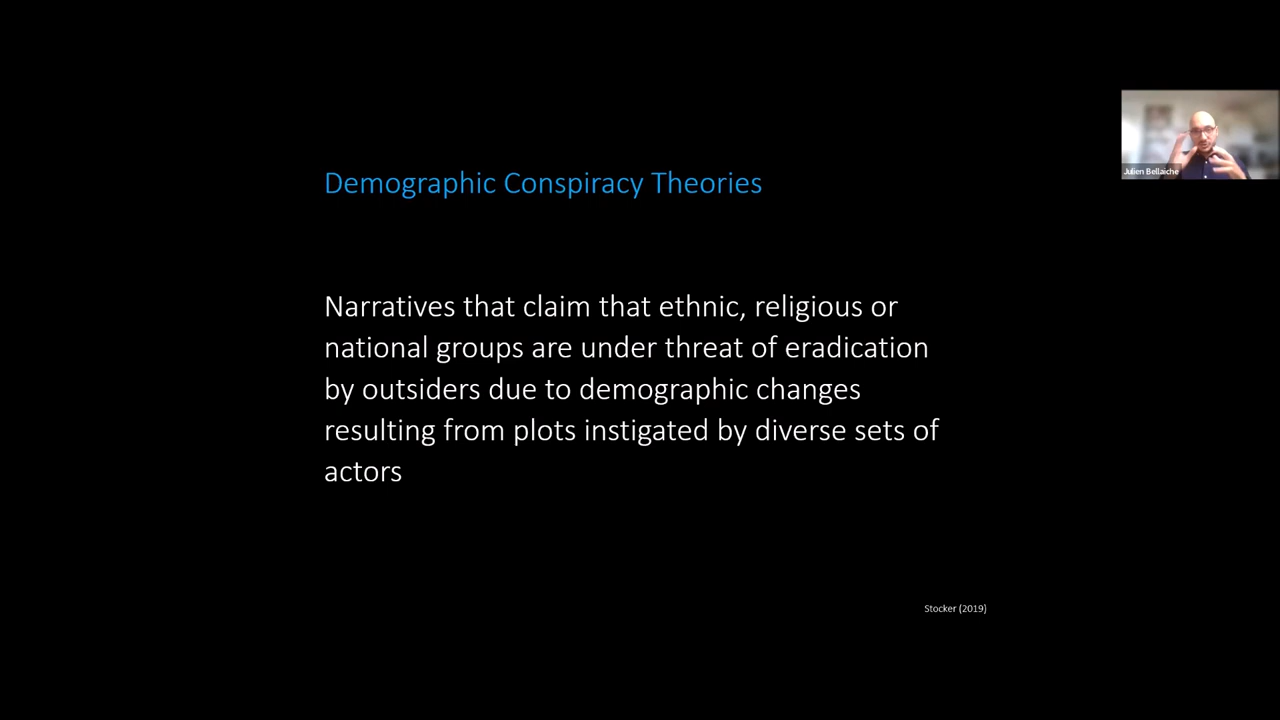 Demographic Conspiracy Theories
Narratives that claim that ethnic, religious or
national groups are under threat of eradication
by outsiders due to demographic changes
resulting from plots instigated by diverse sets of
actors
Stocker (2019)
Julien Bellaiche